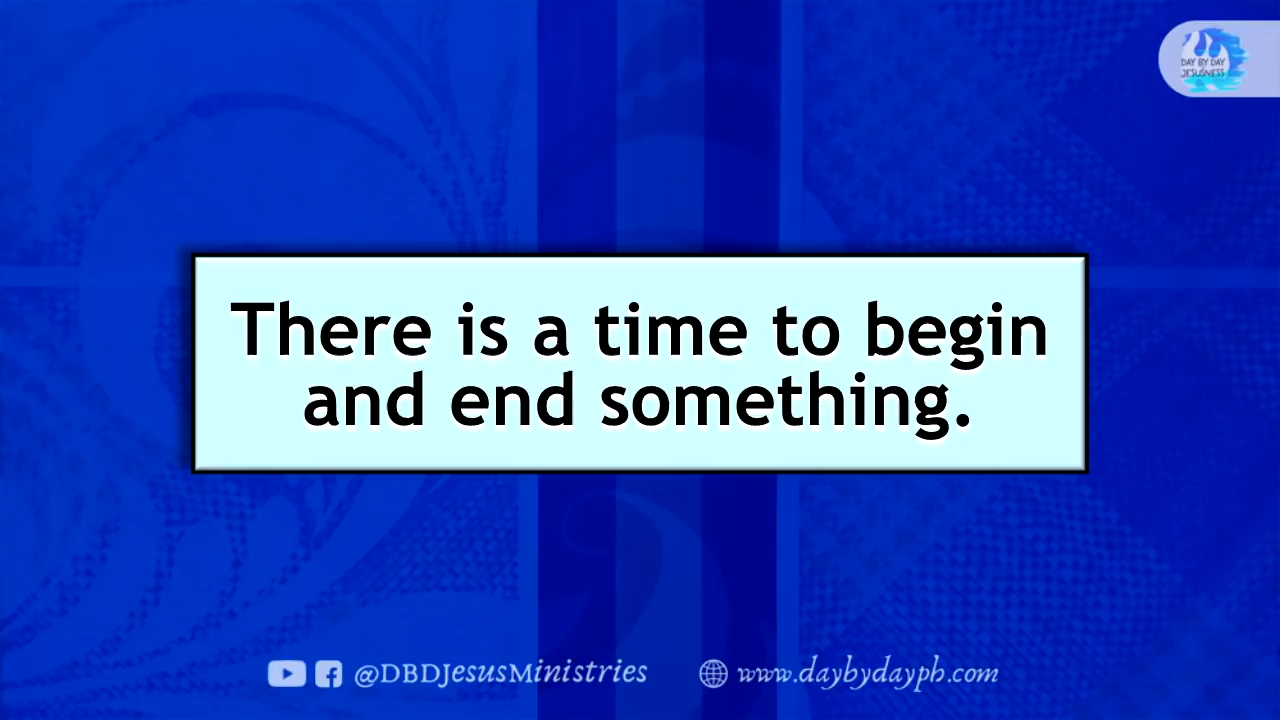 DAY BY DAY
JESUSNESS
There is a time to begin
and end something.
@DBDJesusMinistries
www.daybydayph.com